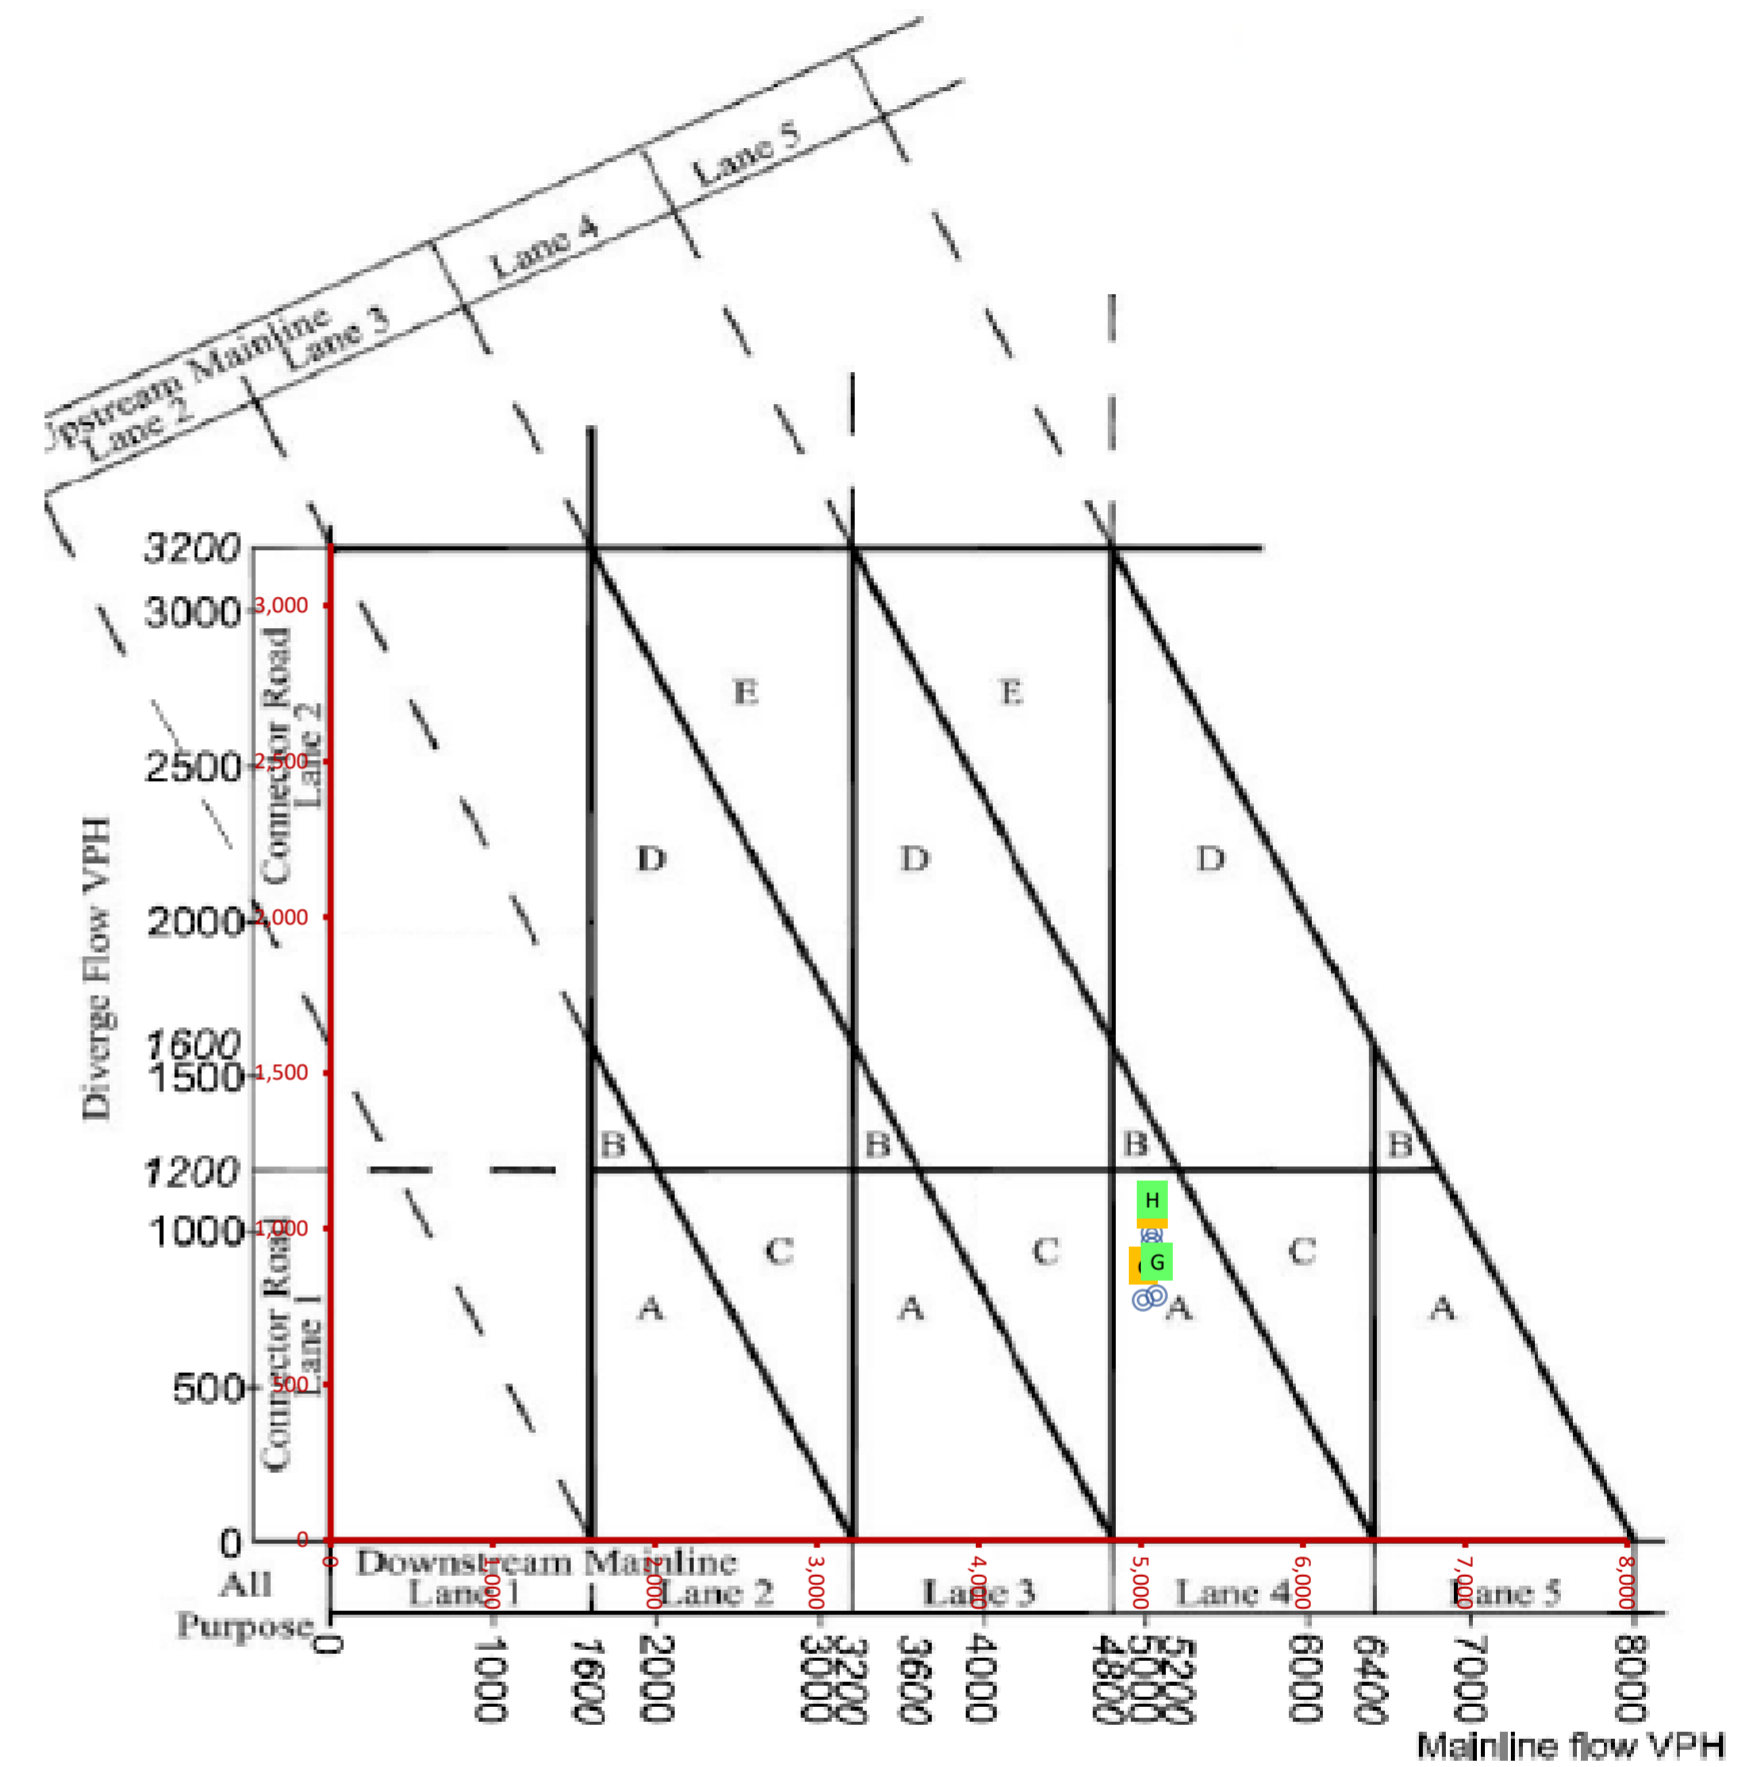 Lane 5
Lane 4
Upstream Mainline
Lane 3
Lane 2
Diverge Flow VPH
3200
3000
2500
2000
1600
1500
1200
1000
500
0
Connector Road
Lane 2
Connector Road
Lane 1
3,000
2,500
2,000
1,500
1,000
500
0
E
E
D
D
D
B
B
B
B
H
C
C
C
G
A
A
A
A
0
1,000
2,000
3,000
4,000
5,000
6,000
7,000
8,000
Downstream Mainline
All
Purpose
Lane 1
Lane 2
Lane 3
Lane 4
Lane 5
0
1000
1600
2000
3000
3200
3600
4000
4800
5000
5200
6000
6400
7000
8000
Mainline flow VPH